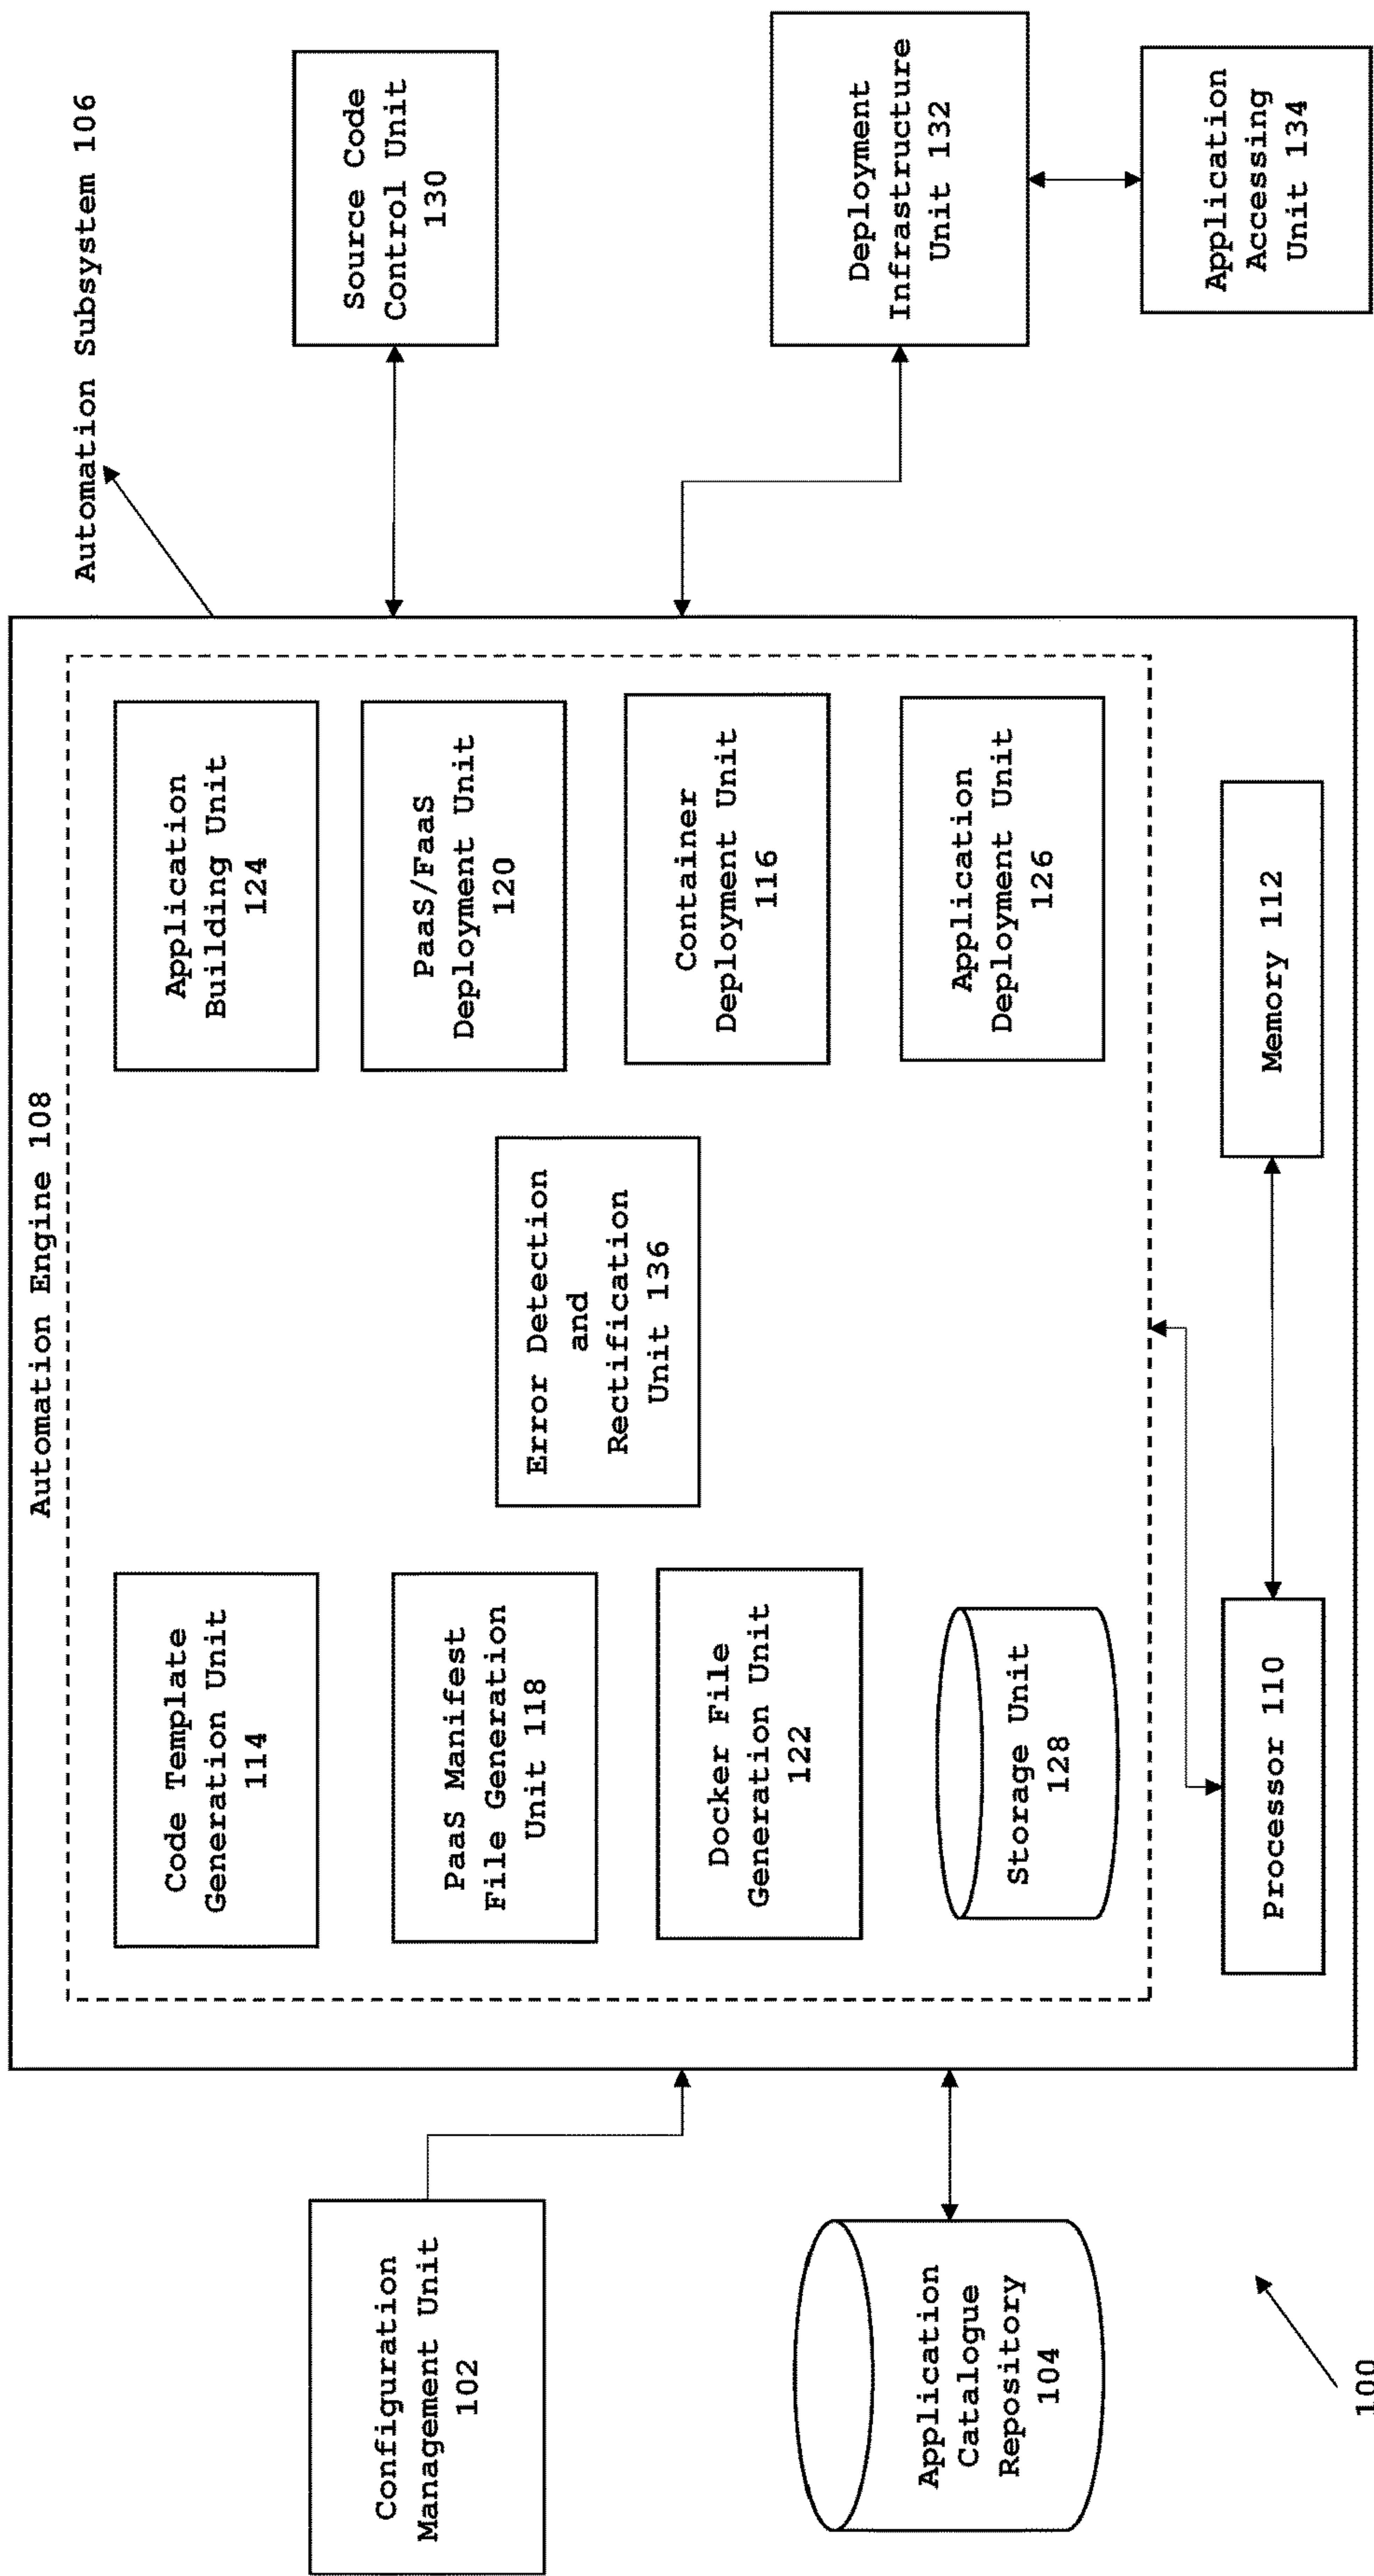 Automation Subsystem 106
Automation Engine 108
Configuration
Management Unit
102
Application
Catalogue
Repository
104
Code Template
Generation Unit
114
PaaS Manifest
File Generation
Unit 118
Docker File
Generation Unit
122
Storage Unit
128
Error Detection
and
Rectification
Unit 136
Application
Building Unit
124
PaaS/FaaS
Deployment Unit
120
Container
Deployment Unit
116
Application
Deployment Unit
126
Processor 110
Memory 112
Source Code
Control Unit
130
Deployment
Infrastructure
Unit 132
Application
Accessing
Unit 134
100